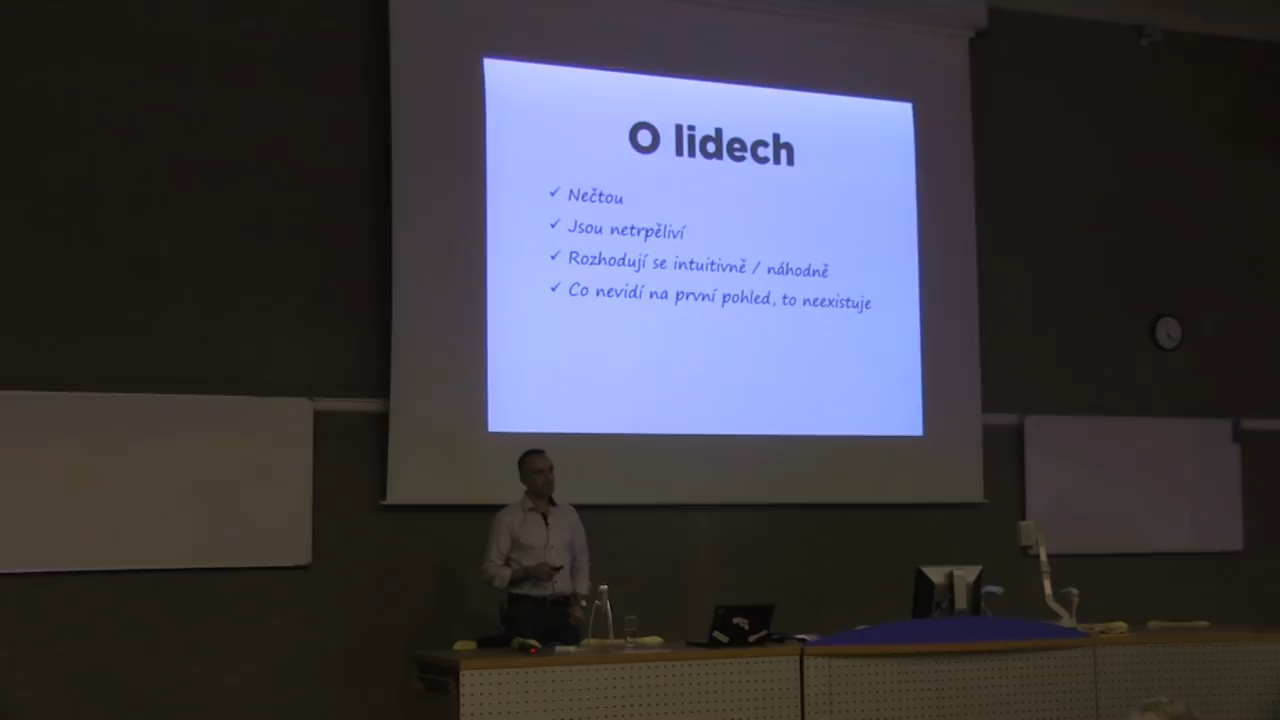 O lidech
✓ Nečtou
✓ Jsou netrpěliví
✓ Rozhodují se intuitivně / náhodně
✓ Co nevidí na první pohled, to neexistuje